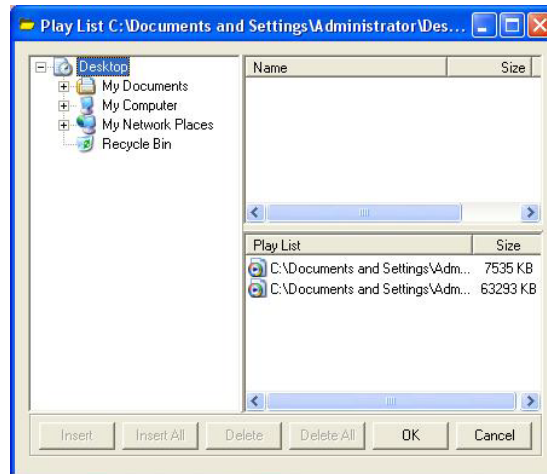 Play List C:\Documents and Settings\Administrator\Des...
Desktop
My Documents
My Computer
My Network Places
Recycle Bin
Name Size
Play List Size
C:\Documents and Settings\Adm... 7535 KB
C:\Documents and Settings\Adm... 63293 KB
Insert Insert All Delete Delete All OK Cancel